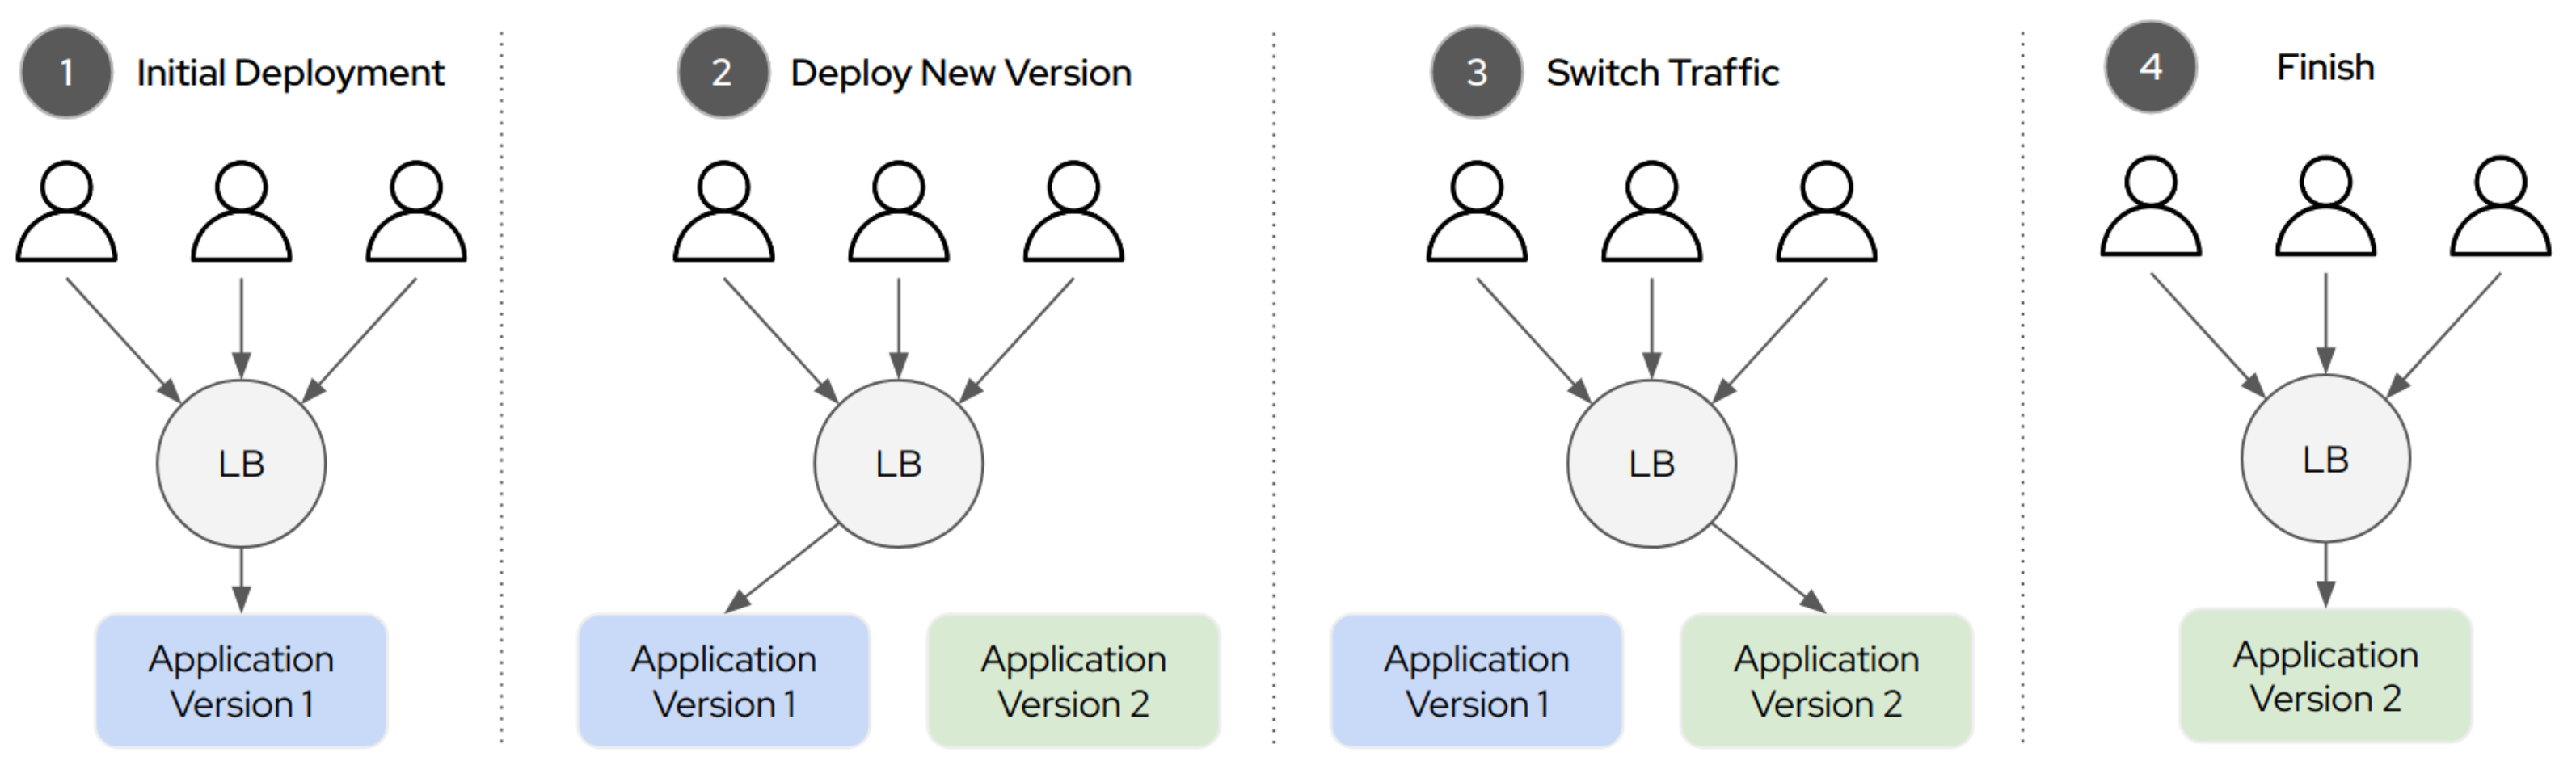 1 Initial Deployment
LB
Application
Version 1
2 Deploy New Version
LB
Application
Version 1
Application
Version 2
3 Switch Traffic
LB
Application
Version 1
Application
Version 2
4 Finish
LB
Application
Version 2